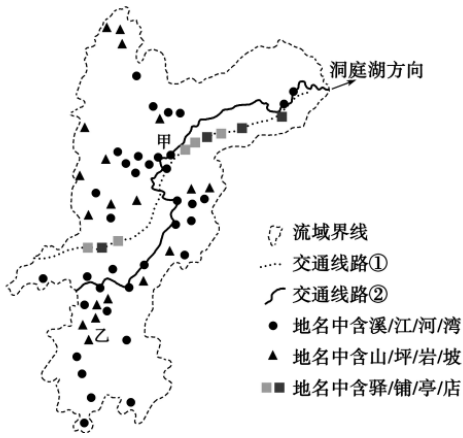 洞庭湖方向
甲
流域界线
交通线路①
交通线路②
地名中含溪/江/河/湾
地名中含山/坪/岩/坡
乙
地名中含驿/铺/亭/店